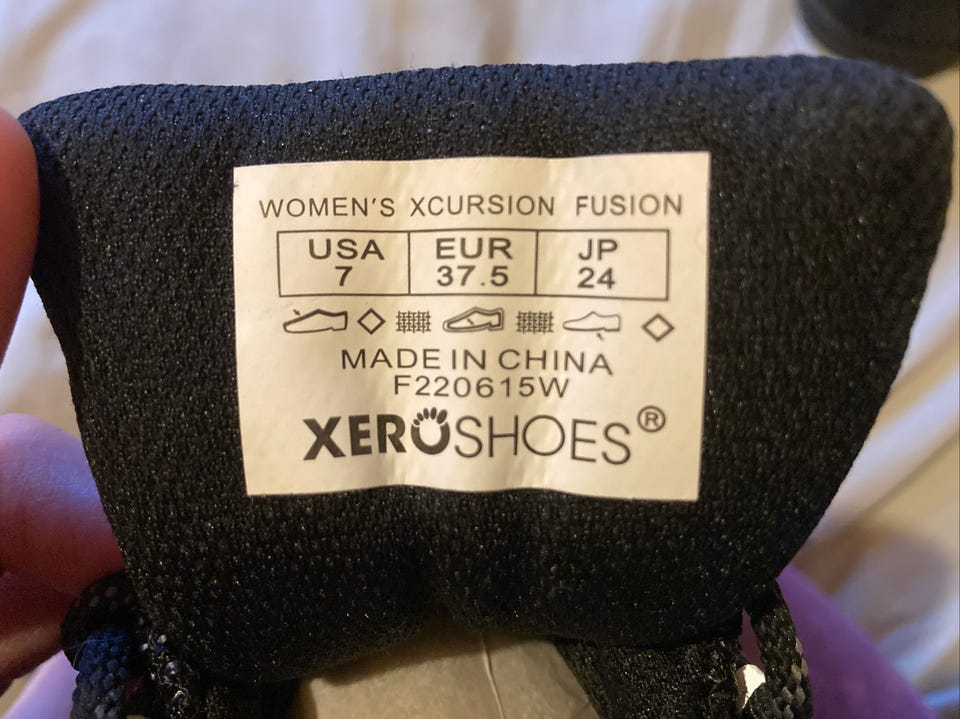 WOMEN'S XCURSION FUSION
USA EUR JP
7 37.5 24
MADE IN CHINA
F220615W
XEROSHOES®